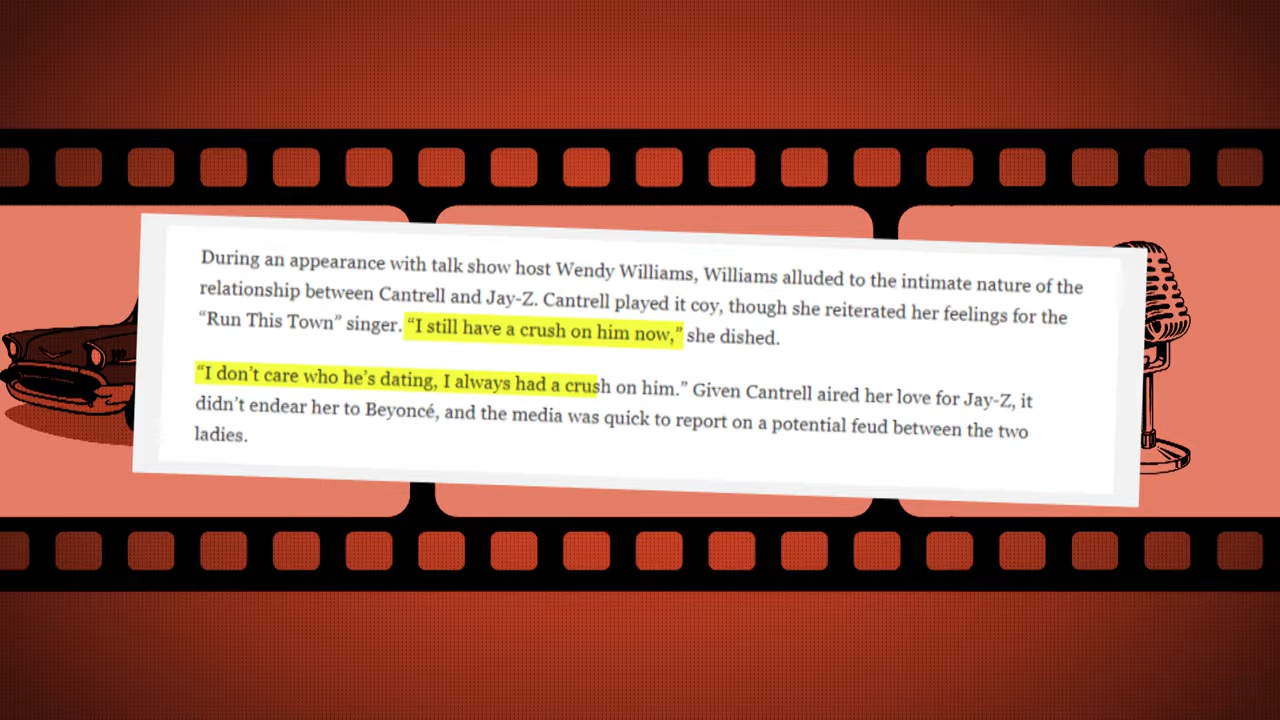 During an appearance with talk show host Wendy Williams, Williams alluded to the intimate nature of the
relationship between Cantrell and Jay-Z. Cantrell played it coy, though she reiterated her feelings for the
“Run This Town” singer. “I still have a crush on him now,” she dished.
“I don’t care who he’s dating, I always had a crush on him.” Given Cantrell aired her love for Jay-Z, it
didn’t endear her to Beyoncé, and the media was quick to report on a potential feud between the two
ladies.